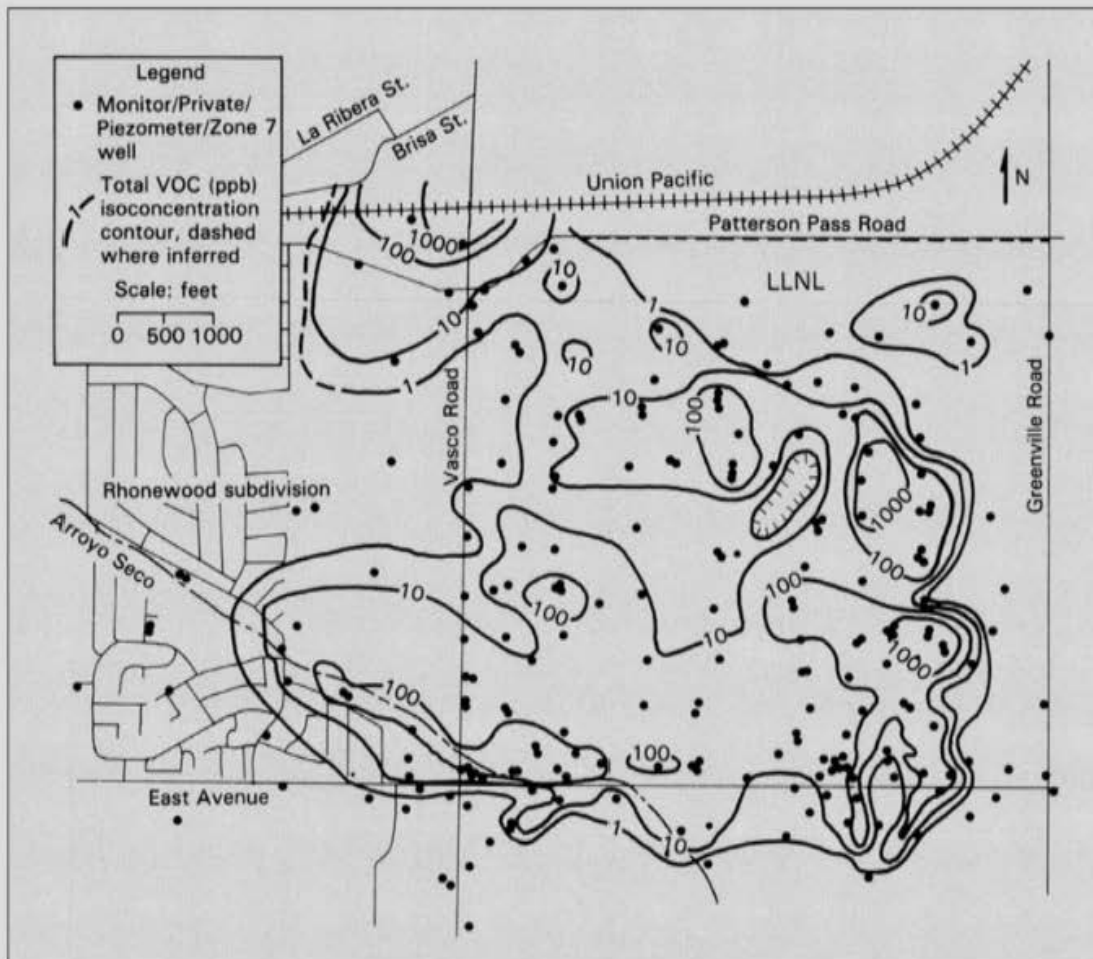 Legend
Monitor/Private/
Piezometer/Zone 7
well
1
Total VOC (ppb)
isoconcentration
contour, dashed
where inferred
Scale: feet
0 500 1000
La Ribera St.
Brisa St.
Union Pacific
N
Patterson Pass Road
LLNL
100
1000
10
10
1
10
10
1
10
1
Vasco Road
10
100
Greenville Road
1000
100
Rhonewood subdivision
Arroyo Seco
10
100
100
10
1000
100
100
East Avenue
1
10